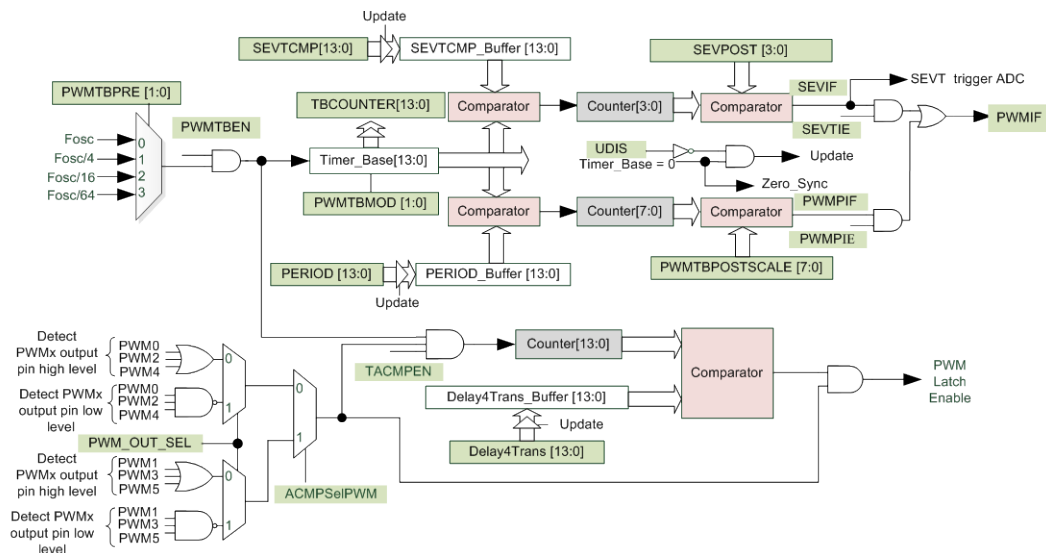 Update
SEVTCMP[13:0]
SEVTCMP_Buffer [13:0]
SEVPOST [3:0]
PWMTBPRE [1:0]
TBCOUNTER[13:0]
Comparator
Counter[3:0]
Comparator
SEVIF
SEVT trigger ADC
PWMTBEN
SEVTIE
PWMIF
Fosc
0
Fosc/4
1
Fosc/16
2
Fosc/64
3
Timer_Base[13:0]
UDIS
Timer_Base = 0
Update
Zero_Sync
PWMTBMOD [1:0]
Comparator
Counter[7:0]
Comparator
PWMPIF
PWMPIE
PERIOD [13:0]
PERIOD_Buffer [13:0]
PWMTBPOSTSCALE [7:0]
Update
Detect
PWMx output
pin high level
PWM0
PWM2
PWM4
0
TACMPEN
Counter[13:0]
Comparator
PWM
Latch
Enable
Detect PWMx
output pin low
level
PWM0
PWM2
PWM4
1
0
Delay4Trans_Buffer [13:0]
Update
Delay4Trans [13:0]
PWM_OUT_SEL
1
ACMPSelPWM
Detect
PWMx output
pin high level
PWM1
PWM3
PWM5
0
Detect PWMx
output pin low
level
PWM1
PWM3
PWM5
1